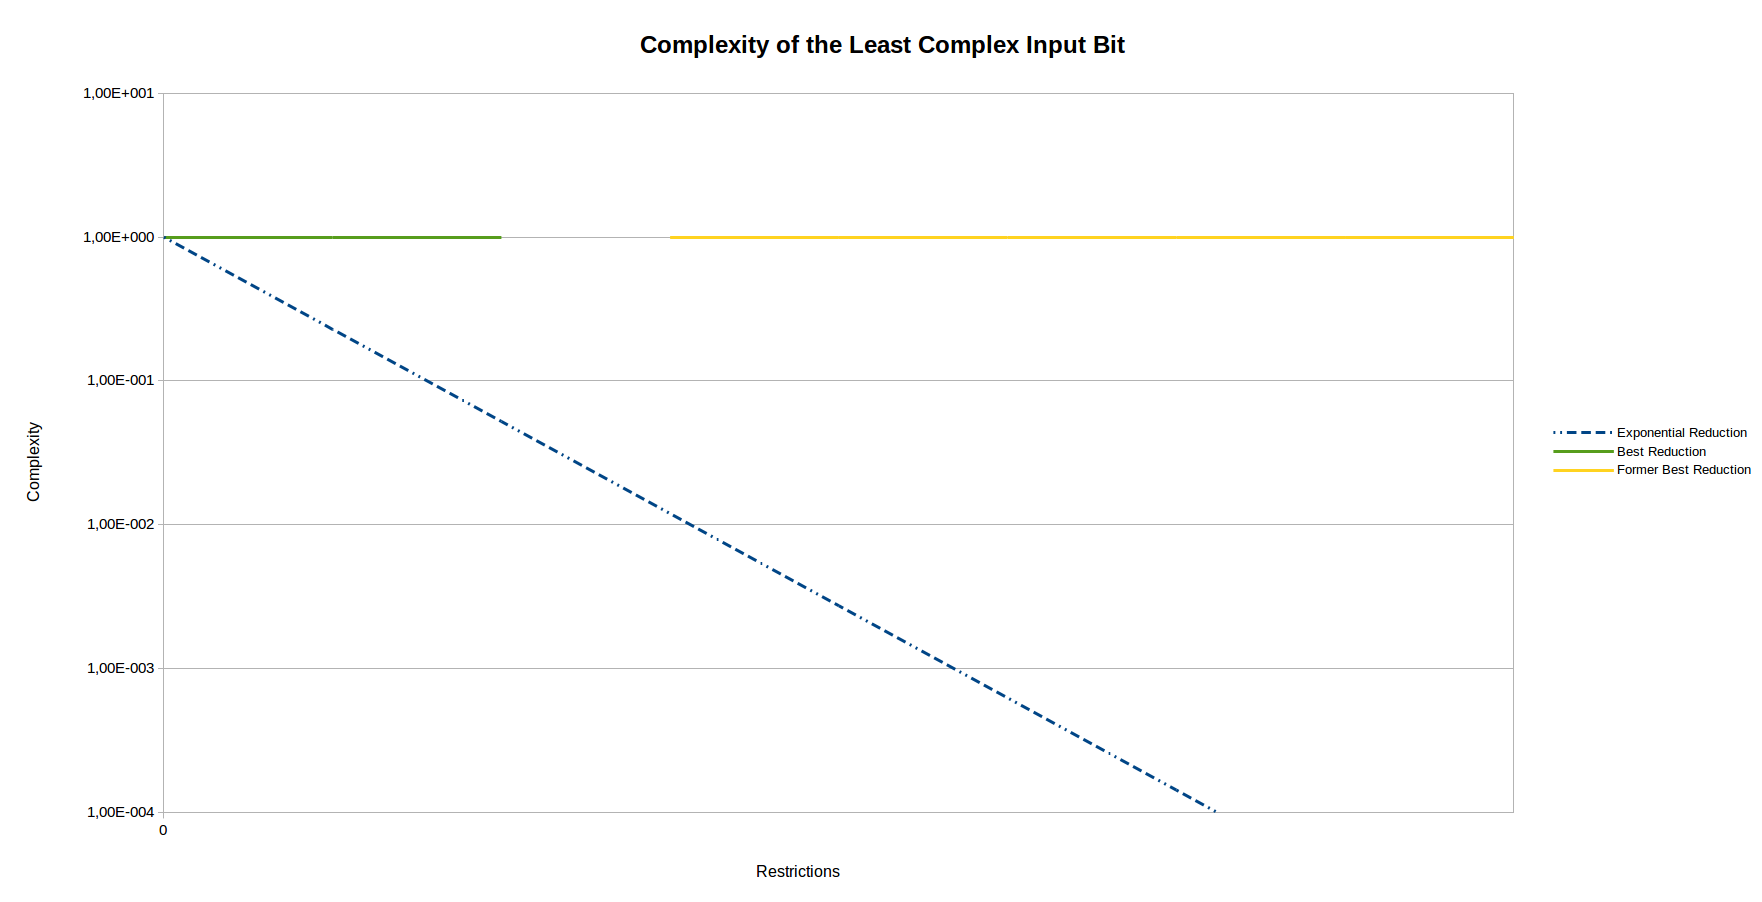 Complexity of the Least Complex Input Bit
1,00E+001
1,00E+000
1,00E-001
1,00E-002
1,00E-003
1,00E-004
0
Complexity
Restrictions
Exponential Reduction
Best Reduction
Former Best Reduction